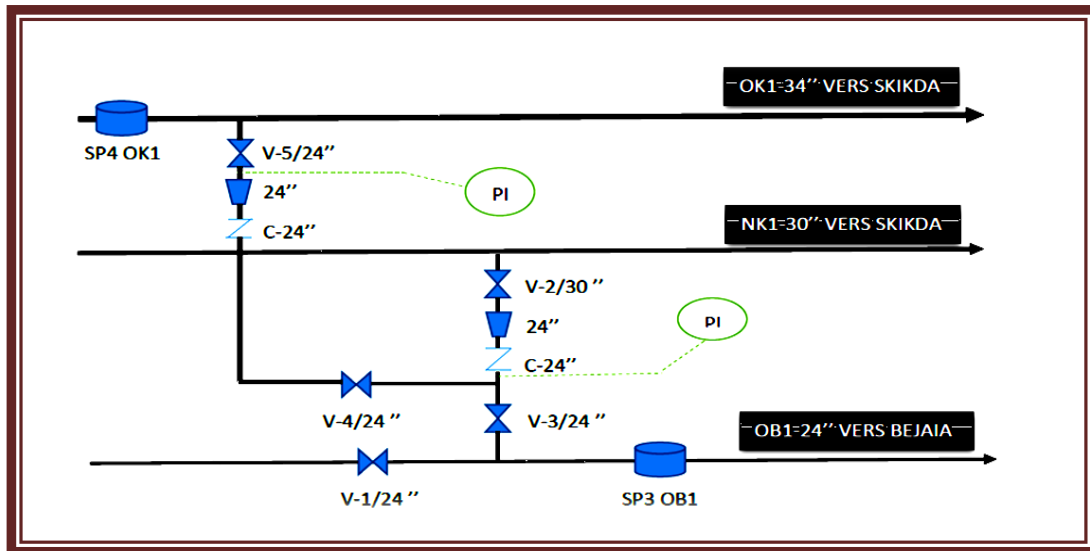 OK1=34’’ VERS SKIKDA
SP4 OK1
V-5/24’’
24’’
PI
C-24’’
NK1=30’’ VERS SKIKDA
V-2/30 ’’
24’’
PI
C-24’’
V-4/24 ’’
V-3/24 ’’
OB1=24’’ VERS BEJAIA
V-1/24 ’’
SP3 OB1